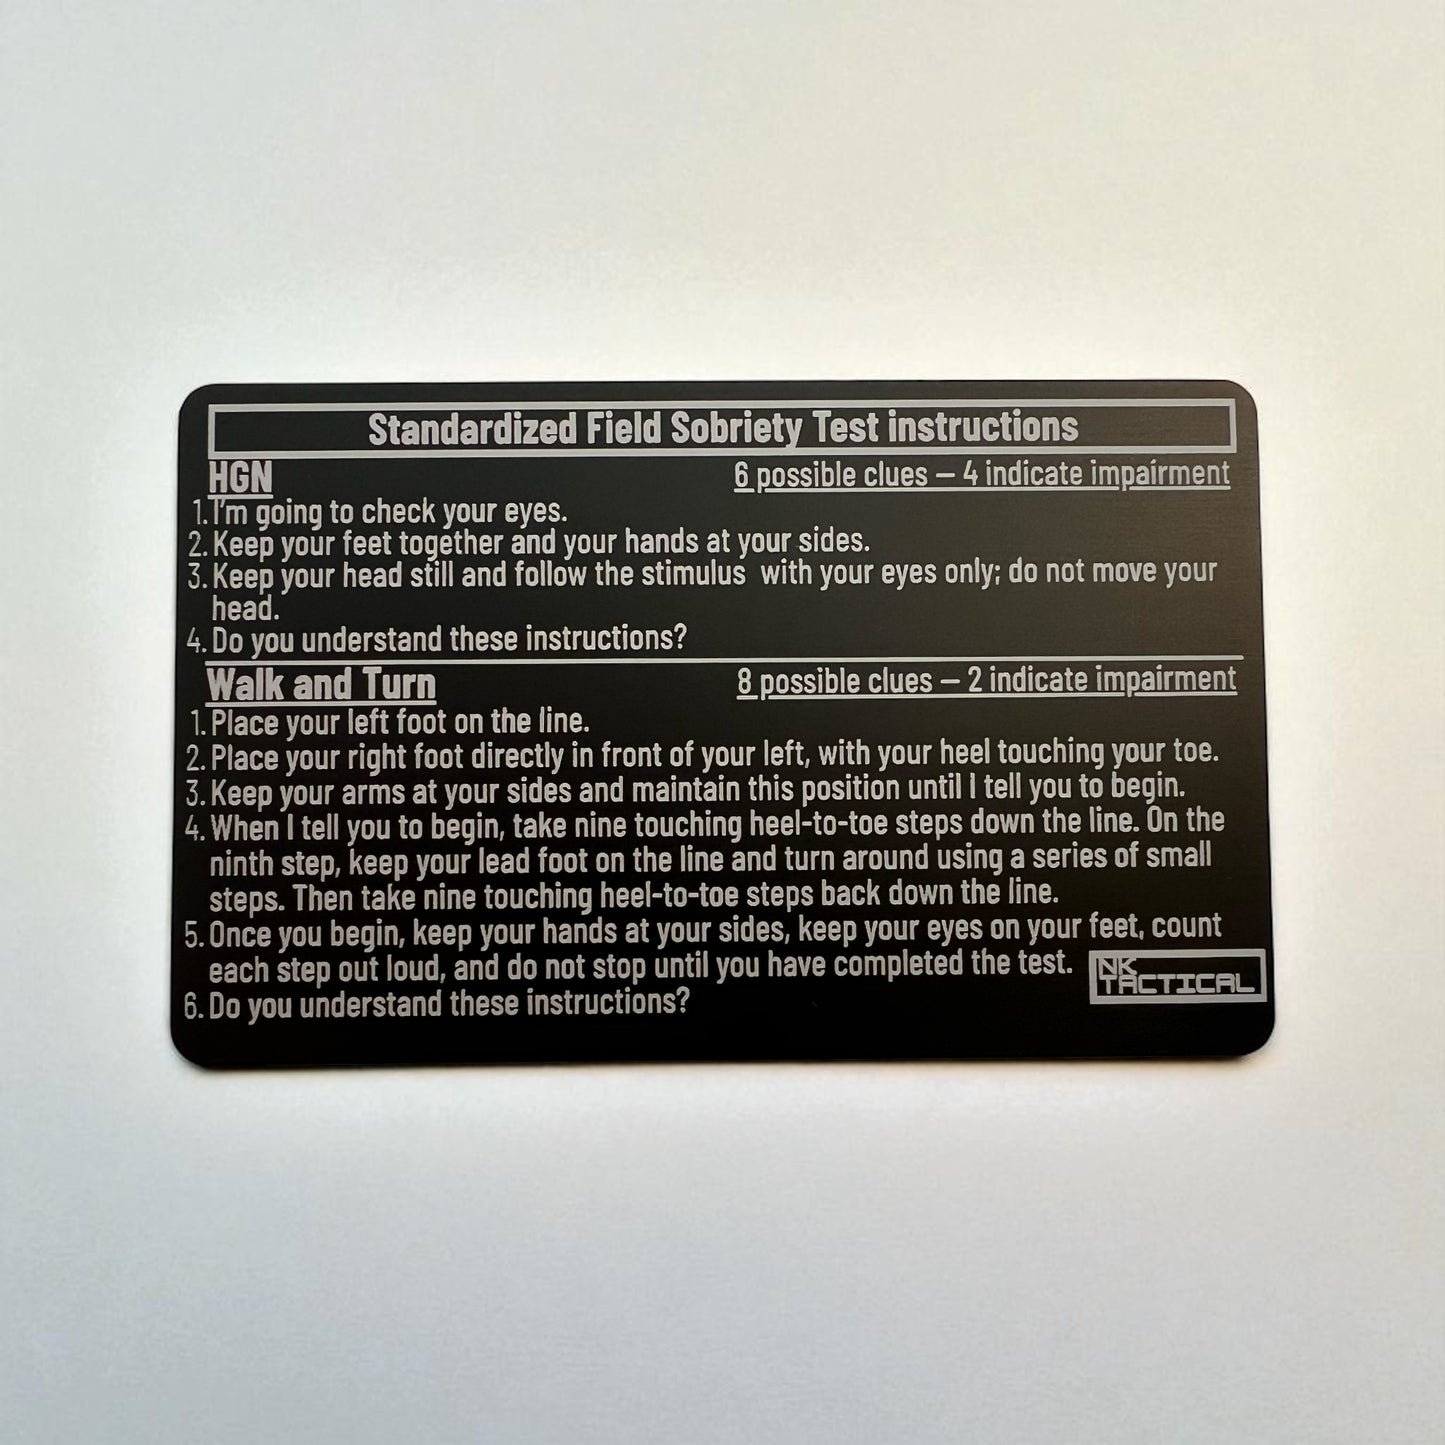 Standardized Field Sobriety Test instructions
HGN 6 possible clues – 4 indicate impairment
1. I'm going to check your eyes.
2. Keep your feet together and your hands at your sides.
3. Keep your head still and follow the stimulus with your eyes only; do not move your
head.
4. Do you understand these instructions?
Walk and Turn 8 possible clues – 2 indicate impairment
1. Place your left foot on the line.
2. Place your right foot directly in front of your left, with your heel touching your toe.
3. Keep your arms at your sides and maintain this position until I tell you to begin.
4. When I tell you to begin, take nine touching heel-to-toe steps down the line. On the
ninth step, keep your lead foot on the line and turn around using a series of small
steps. Then take nine touching heel-to-toe steps back down the line.
5. Once you begin, keep your hands at your sides, keep your eyes on your feet, count
each step out loud, and do not stop until you have completed the test.
6. Do you understand these instructions?
NK
TACTICAL